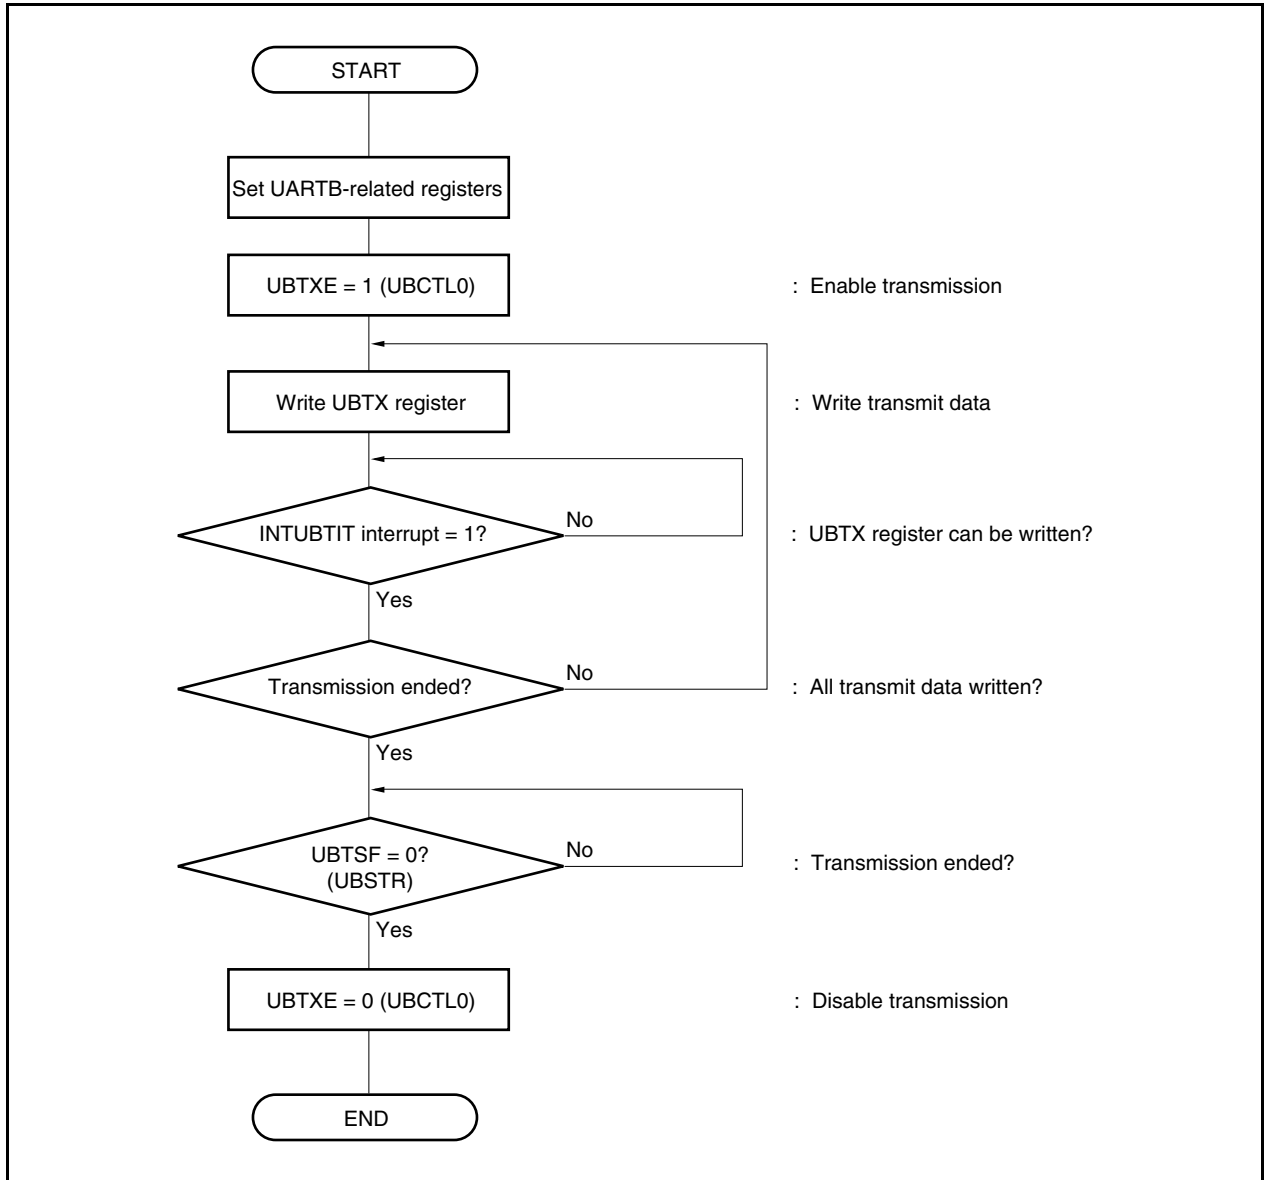 START
Set UARTB-related registers
UBTXE = 1 (UBCTL0)
: Enable transmission
Write UBTX register
: Write transmit data
INTUBTIT interrupt = 1?
No
: UBTX register can be written?
Yes
Transmission ended?
No
: All transmit data written?
Yes
UBTSF = 0?
(UBSTR)
No
: Transmission ended?
Yes
UBTXE = 0 (UBCTL0)
: Disable transmission
END